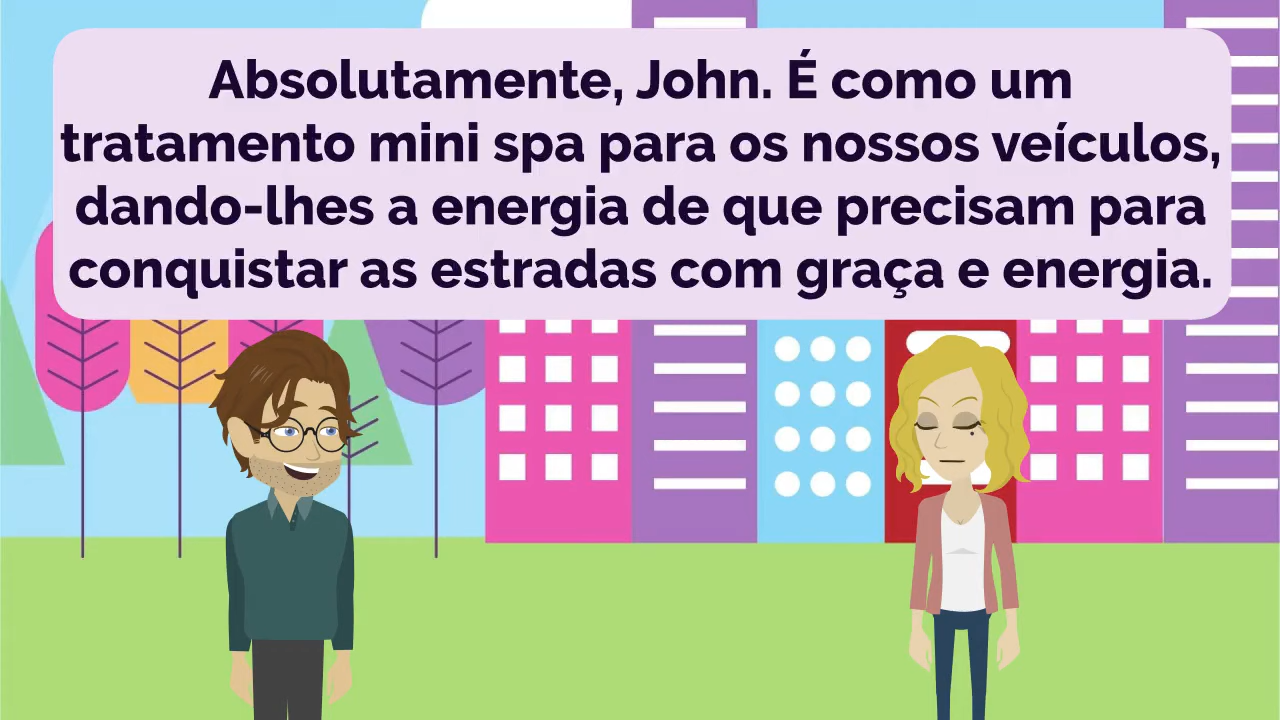 Absolutamente, John. É como um
tratamento mini spa para os nossos veículos,
dando-lhes a energia de que precisam para
conquistar as estradas com graça e energia.